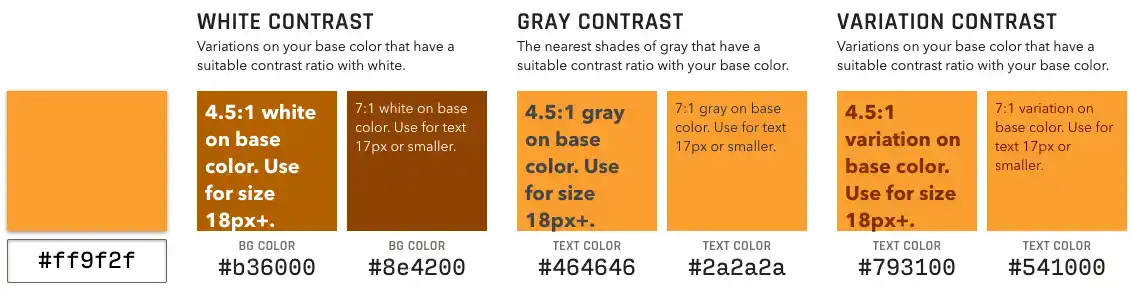 WHITE CONTRAST
Variations on your base color that have a
suitable contrast ratio with white.
4.5:1 white
on base
color. Use
for size
18px+.
BG COLOR
#b36000
7:1 white on base
color. Use for text
17px or smaller.
BG COLOR
#8e4200
GRAY CONTRAST
The nearest shades of gray that have a
suitable contrast ratio with your base color.
4.5:1 gray
on base
color. Use
for size
18px+.
TEXT COLOR
#464646
7:1 gray on base
color. Use for text
17px or smaller.
TEXT COLOR
#2a2a2a
VARIATION CONTRAST
Variations on your base color that have a
suitable contrast ratio with your base color.
4.5:1
variation on
base color.
Use for size
18px+.
TEXT COLOR
#793100
7:1 variation on
base color. Use for
text 17px or
smaller.
TEXT COLOR
#541000
#ff9f2f